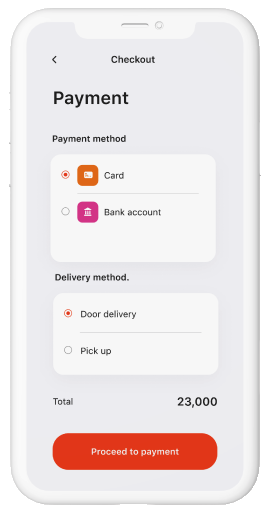 Checkout
Payment
Payment method
Card
Bank account
Delivery method.
Door delivery
Pick up
Total 23,000
Proceed to payment